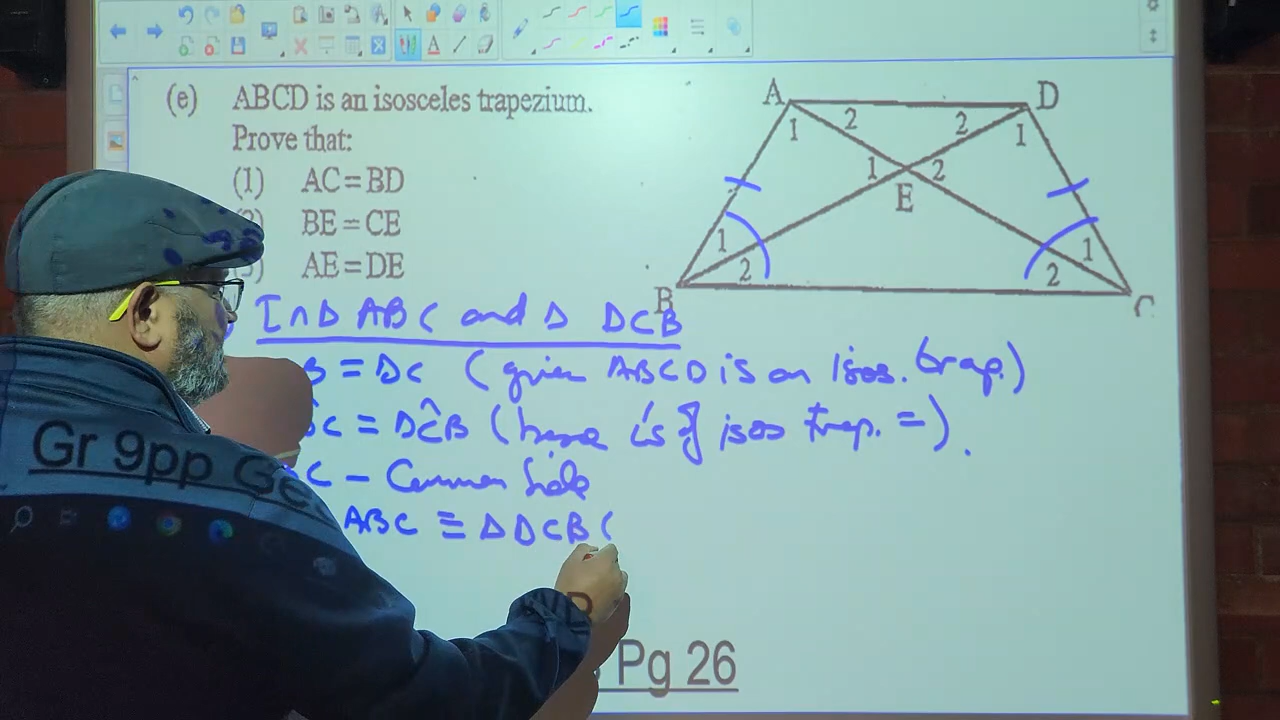 (e) ABCD is an isosceles trapezium.
Prove that:
(1) AC = BD
BE = CE
AE = DE
A 1 2 2 1 D
1 E 2
B 1 2 2 1 C
In Δ ABC and Δ DCB
B = DC (given ABCD is an isos. trap.)
C = DĈB (base ∠s of isos trap. =).
C - Common Side
ABC ≡ Δ DCB (
Gr 9pp Ge
Pg 26